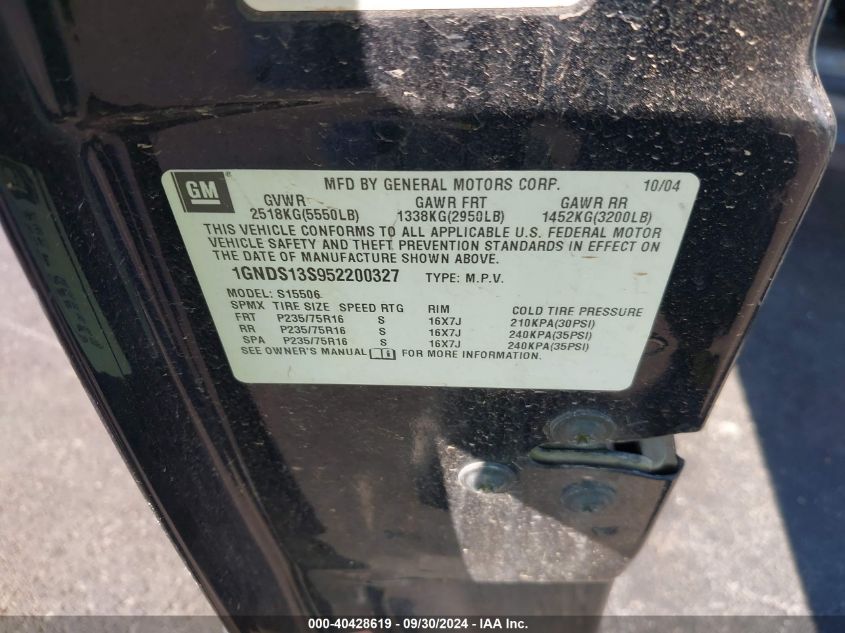 GM
MFD BY GENERAL MOTORS CORP. 10/04
GVWR GAWR FRT GAWR RR
2518KG(5550LB) 1338KG(2950LB) 1452KG(3200LB)
THIS VEHICLE CONFORMS TO ALL APPLICABLE U.S. FEDERAL MOTOR
VEHICLE SAFETY AND THEFT PREVENTION STANDARDS IN EFFECT ON
THE DATE OF MANUFACTURE SHOWN ABOVE.
1GNDS13S952200327 TYPE: M.P.V.
MODEL: S15506
SPMX TIRE SIZE SPEED RTG RIM COLD TIRE PRESSURE
FRT P235/75R16 S 16X7J 210KPA(30PSI)
RR P235/75R16 S 16X7J 240KPA(35PSI)
SPA P235/75R16 S 16X7J 240KPA(35PSI)
SEE OWNER'S MANUAL FOR MORE INFORMATION.
000-40428619 - 09/30/2024 - IAA Inc.